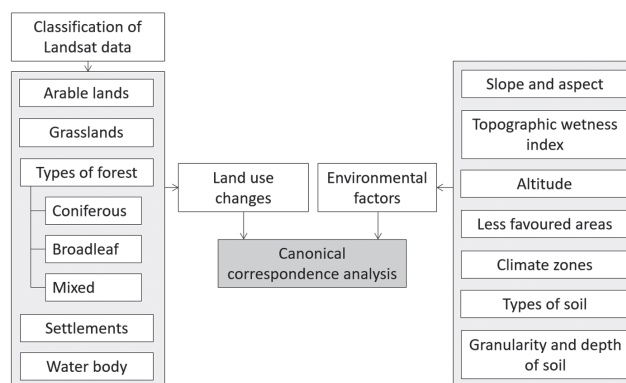 Classification of
Landsat data
Arable lands
Grasslands
Types of forest
Coniferous
Broadleaf
Mixed
Settlements
Water body
Land use
changes
Environmental
factors
Canonical
correspondence analysis
Slope and aspect
Topographic wetness
index
Altitude
Less favoured areas
Climate zones
Types of soil
Granularity and depth
of soil